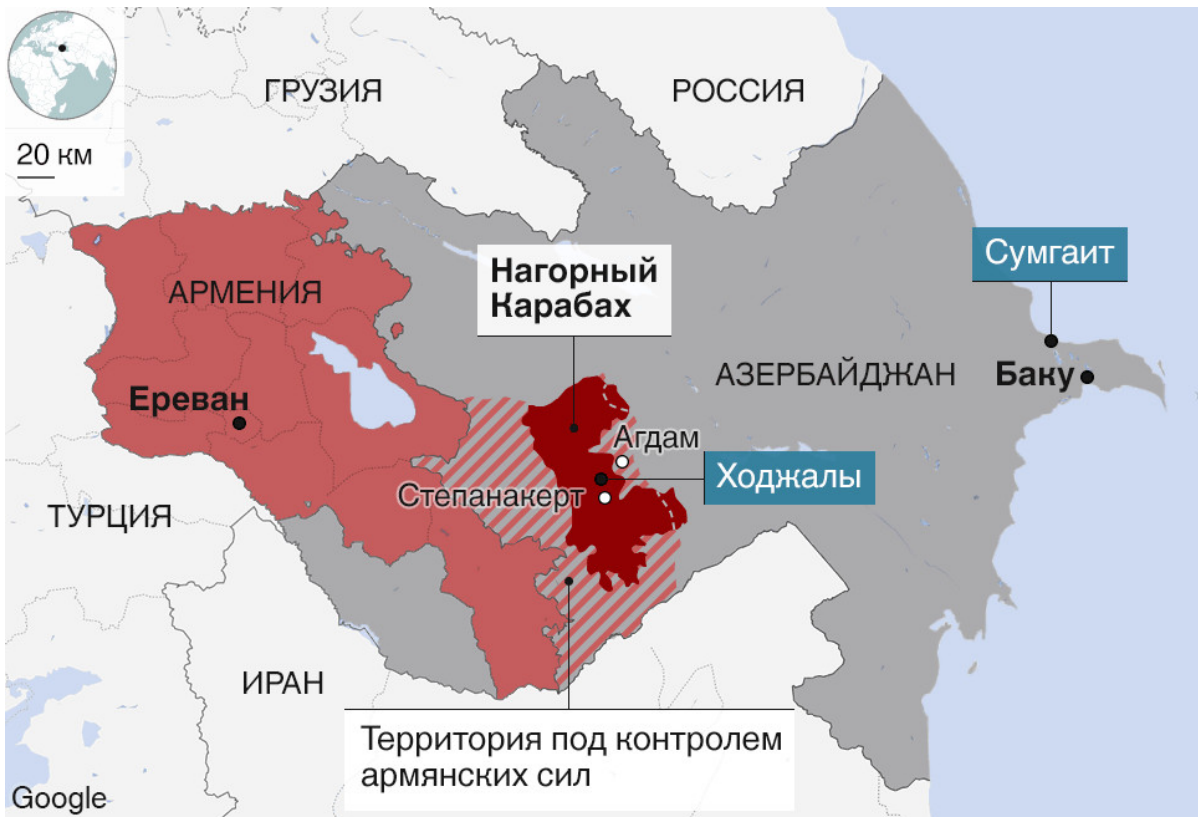 ГРУЗИЯ
РОССИЯ
20 км
Сумгаит
Нагорный
Карабах
АРМЕНИЯ
АЗЕРБАЙДЖАН
Баку
Ереван
Агдам
Ходжалы
Степанакерт
ТУРЦИЯ
ИРАН
Территория под контролем
армянских сил
Google